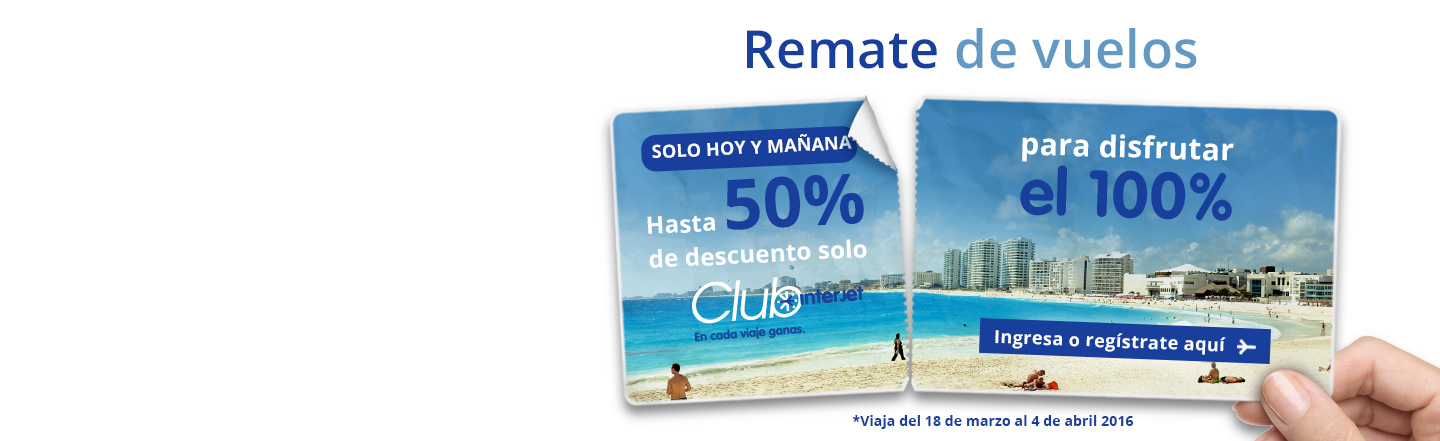 Remate de vuelos
SOLO HOY Y MAÑANA
Hasta 50%
de descuento solo
Club interjet
En cada viaje ganas.
para disfrutar
el 100%
Ingresa o regístrate aquí
*Viaja del 18 de marzo al 4 de abril 2016